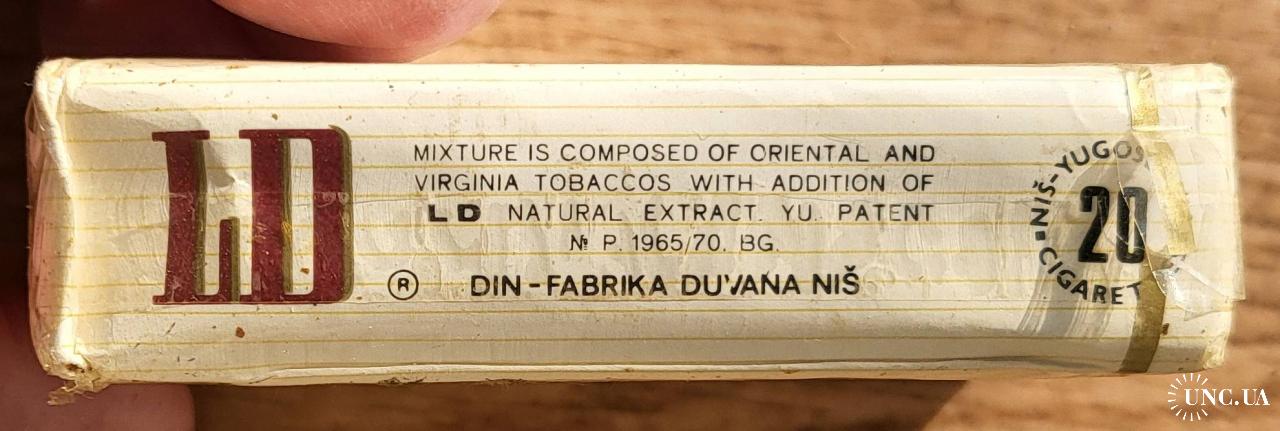 LD
MIXTURE IS COMPOSED OF ORIENTAL AND
VIRGINIA TOBACCOS WITH ADDITION OF
LD NATURAL EXTRACT. YU. PATENT
№ P. 1965/70. BG.
® DIN-FABRIKA DUVANA NIŠ
NIŠ-YUGOS
20
CIGARET
UNC.UA